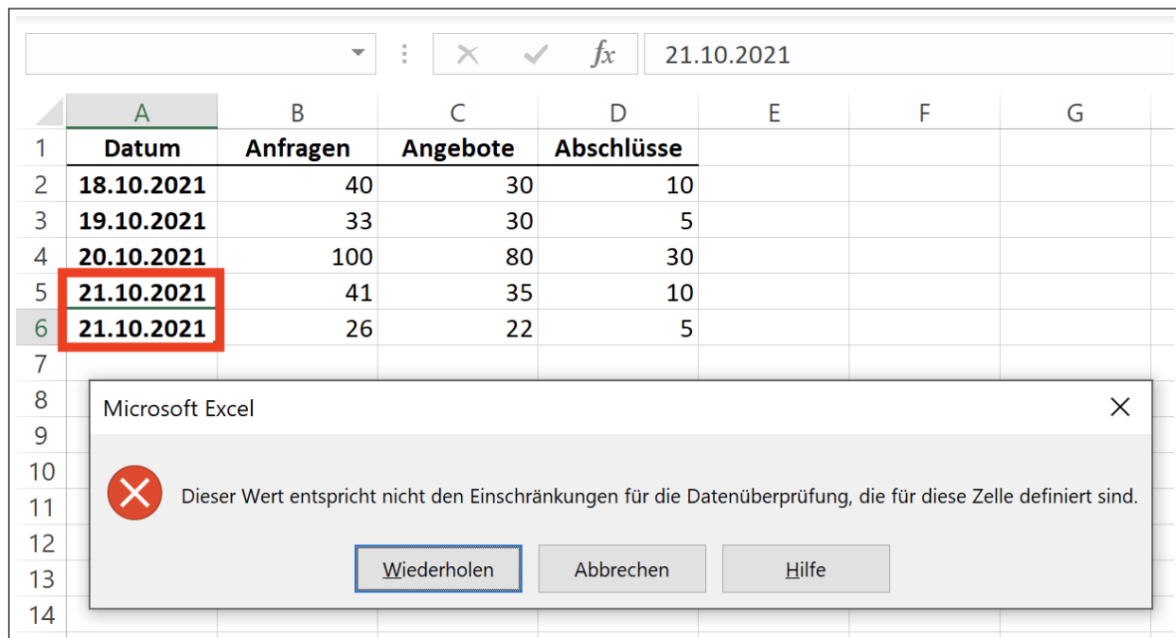 fx 21.10.2021
A B C D E F G
1 Datum Anfragen Angebote Abschlüsse
2 18.10.2021 40 30 10
3 19.10.2021 33 30 5
4 20.10.2021 100 80 30
5 21.10.2021 41 35 10
6 21.10.2021 26 22 5
7
8
Microsoft Excel
9
10
Dieser Wert entspricht nicht den Einschränkungen für die Datenüberprüfung, die für diese Zelle definiert sind.
11
12
Wiederholen Abbrechen Hilfe
13
14